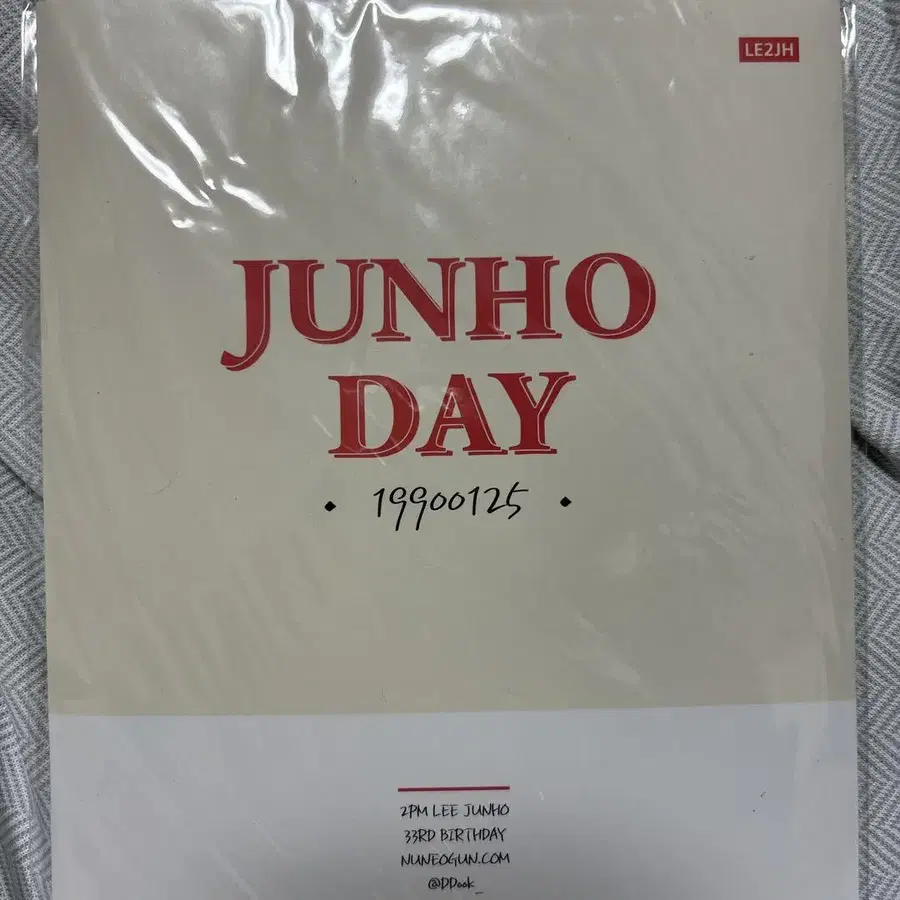 LE2JH
JUNHO
DAY
• 19900125 •
2PM LEE JUNHO
33RD BIRTHDAY
NUNEOGUN.COM
@DDook_